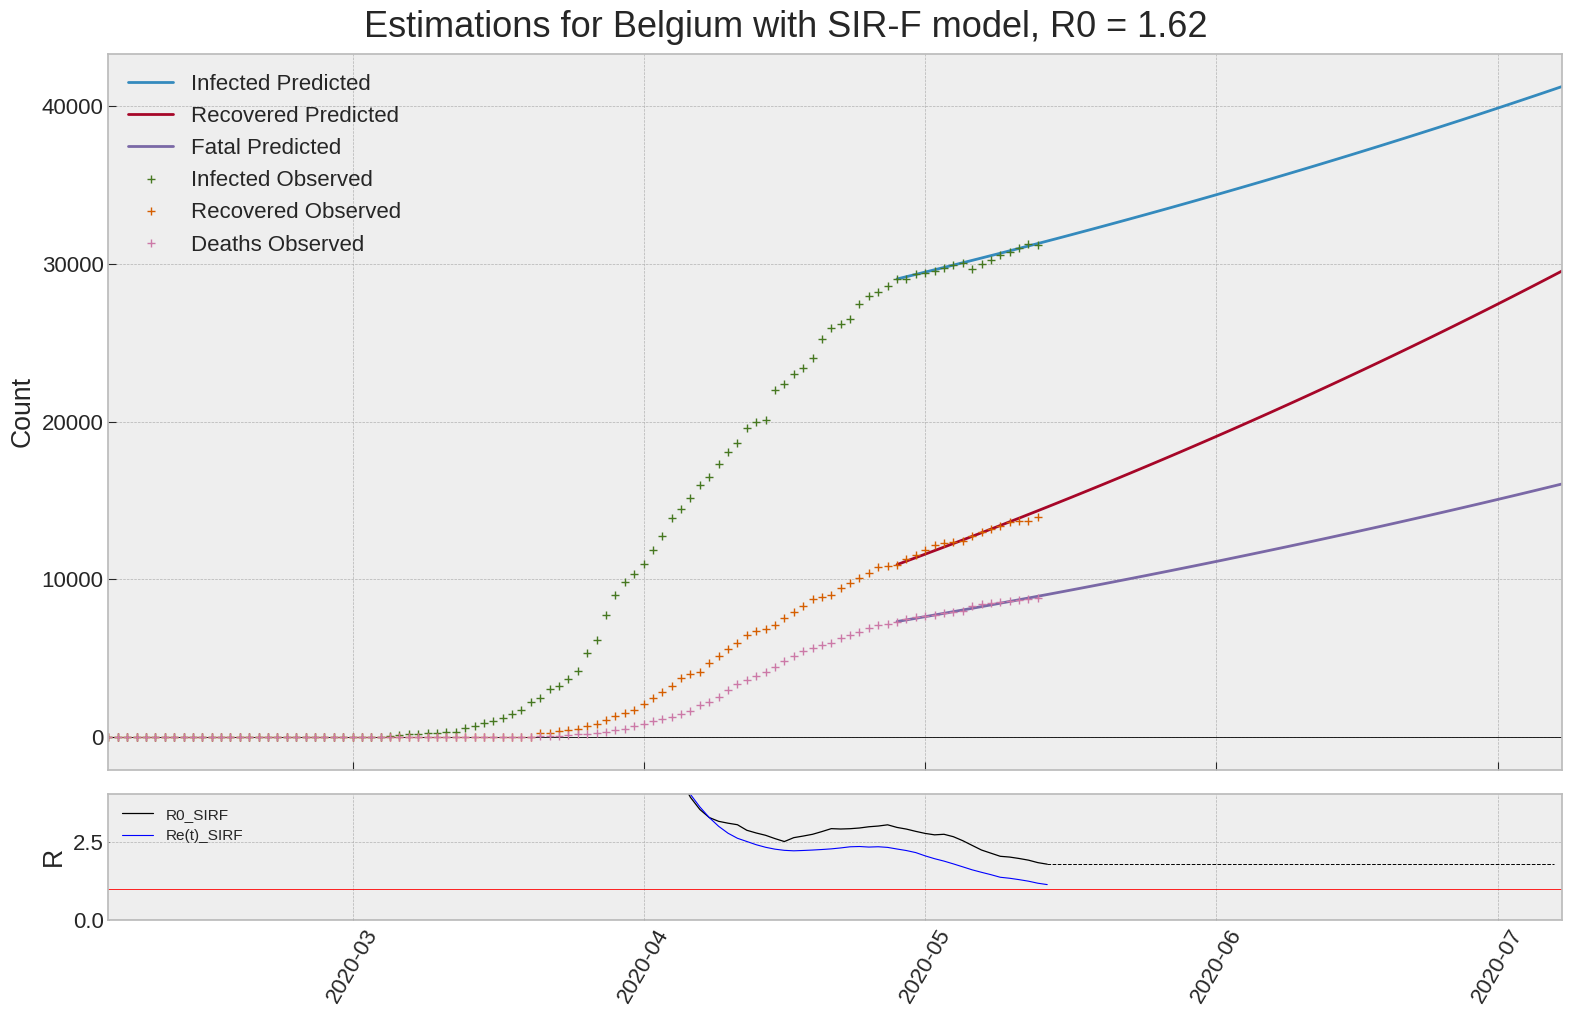 Estimations for Belgium with SIR-F model, R0 = 1.62
Infected Predicted
Recovered Predicted
Fatal Predicted
Infected Observed
Recovered Observed
Deaths Observed
40000
30000
20000
10000
0
Count
R0_SIRF
Re(t)_SIRF
2.5
0.0
R
2020-03
2020-04
2020-05
2020-06
2020-07